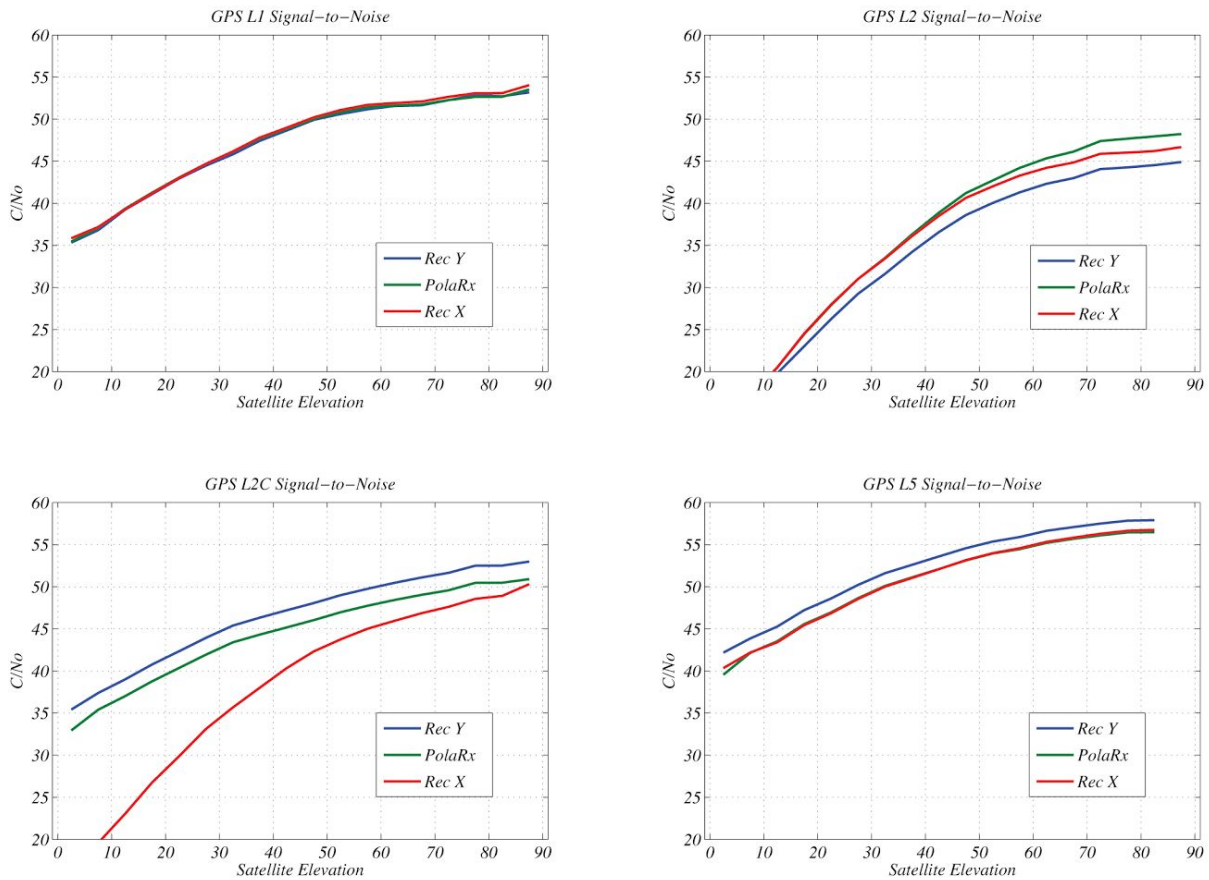 GPS L1 Signal−to−Noise
60
55
50
45
40
35
30
25
20
C/No
Rec Y
PolaRx
Rec X
0 10 20 30 40 50 60 70 80 90
Satellite Elevation
GPS L2 Signal−to−Noise
60
55
50
45
40
35
30
25
20
C/No
Rec Y
PolaRx
Rec X
0 10 20 30 40 50 60 70 80 90
Satellite Elevation
GPS L2C Signal−to−Noise
60
55
50
45
40
35
30
25
20
C/No
Rec Y
PolaRx
Rec X
0 10 20 30 40 50 60 70 80 90
Satellite Elevation
GPS L5 Signal−to−Noise
60
55
50
45
40
35
30
25
20
C/No
Rec Y
PolaRx
Rec X
0 10 20 30 40 50 60 70 80 90
Satellite Elevation